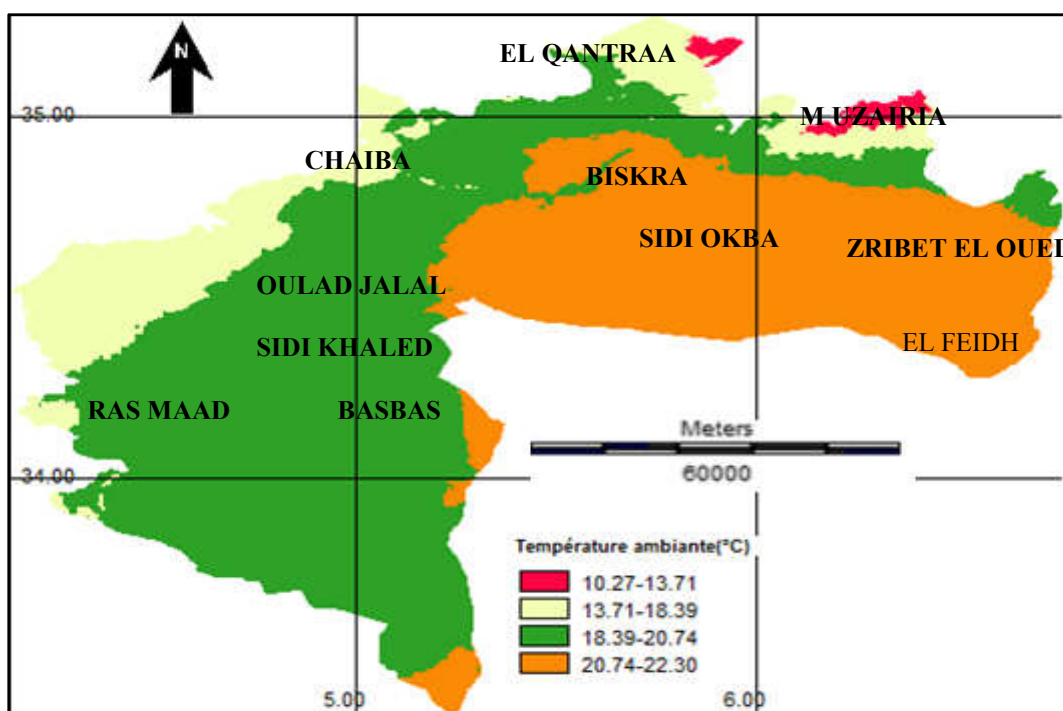 N
EL QANTRAA
35.00
M UZAIRIA
CHAIBA
BISKRA
SIDI OKBA
ZRIBET EL OUED
OULAD JALAL
SIDI KHALED
EL FEIDH
RAS MAAD
BASBAS
Meters
60000
34.00
Température ambiante(°C)
10.27-13.71
13.71-18.39
18.39-20.74
20.74-22.30
5.00
6.00